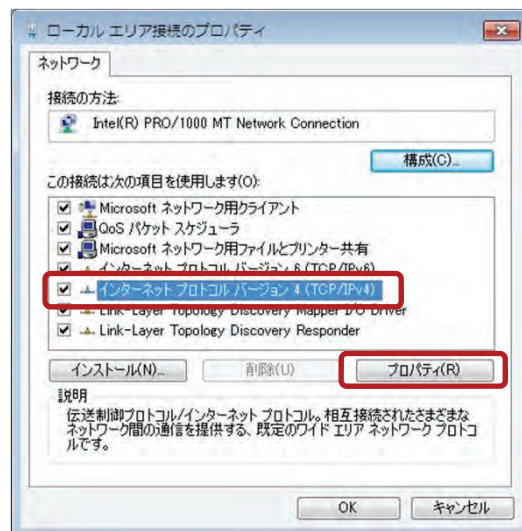 ローカル エリア接続のプロパティ
ネットワーク
接続の方法:
Intel(R) PRO/1000 MT Network Connection
構成(C)...
この接続は次の項目を使用します(O):
Microsoft ネットワーク用クライアント
QoS パケット スケジューラ
Microsoft ネットワーク用ファイルとプリンター共有
インターネット プロトコル バージョン 6 (TCP/IPv6)
インターネット プロトコル バージョン 4 (TCP/IPv4)
Link-Layer Topology Discovery Mapper I/O Driver
Link-Layer Topology Discovery Responder
インストール(N)...
削除(U)
プロパティ(R)
説明
伝送制御プロトコル/インターネット プロトコル。相互接続されたさまざまな
ネットワーク間の通信を提供する、既定のワイド エリア ネットワーク プロトコ
ルです。
OK
キャンセル